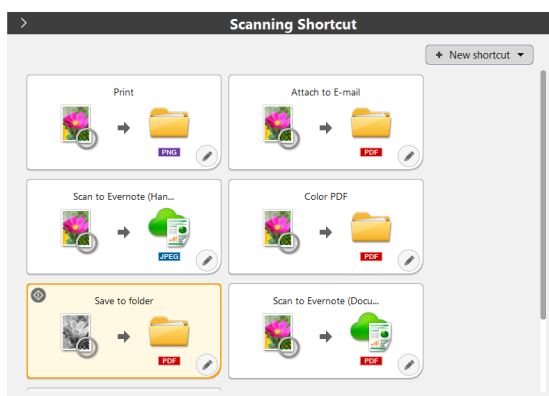 Scanning Shortcut
+ New shortcut
Print
PNG
Attach to E-mail
PDF
Scan to Evernote (Han...
JPEG
Color PDF
PDF
Save to folder
PDF
Scan to Evernote (Docu...
PDF